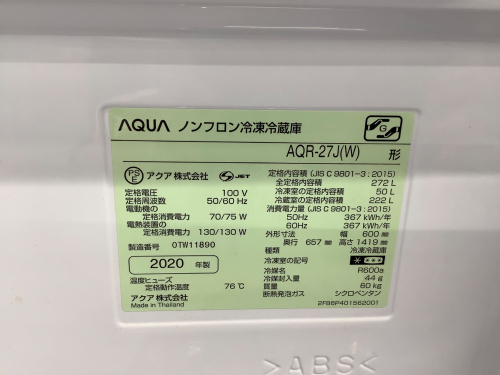 AQUA ノンフロン冷凍冷蔵庫
AQR-27J(W) 形
G
PSE アクア株式会社 JET
定格電圧 100 V
定格周波数 50/60 Hz
電動機の
定格消費電力 70/75 W
電熱装置の
定格消費電力 130/130 W
製造番号 0TW11890
2020 年製
温度ヒューズ
定格動作温度 76℃
アクア株式会社
Made in Thailand
定格内容積 (JIS C 9801-3 : 2015)
全定格内容積 272 L
冷凍室の定格内容積 50 L
冷蔵室の定格内容積 222 L
消費電力量 (JIS C 9801-3 : 2015)
50Hz 367 kWh/年
60Hz 367 kWh/年
外形寸法 幅 600 mm
奥行 657 mm 高さ 1419 mm
種類 冷凍冷蔵庫
冷凍室の記号
冷媒名 R600a
冷媒封入量 44 g
質量 60 kg
断熱発泡ガス シクロペンタン
2FB8P401562001
>ABS<